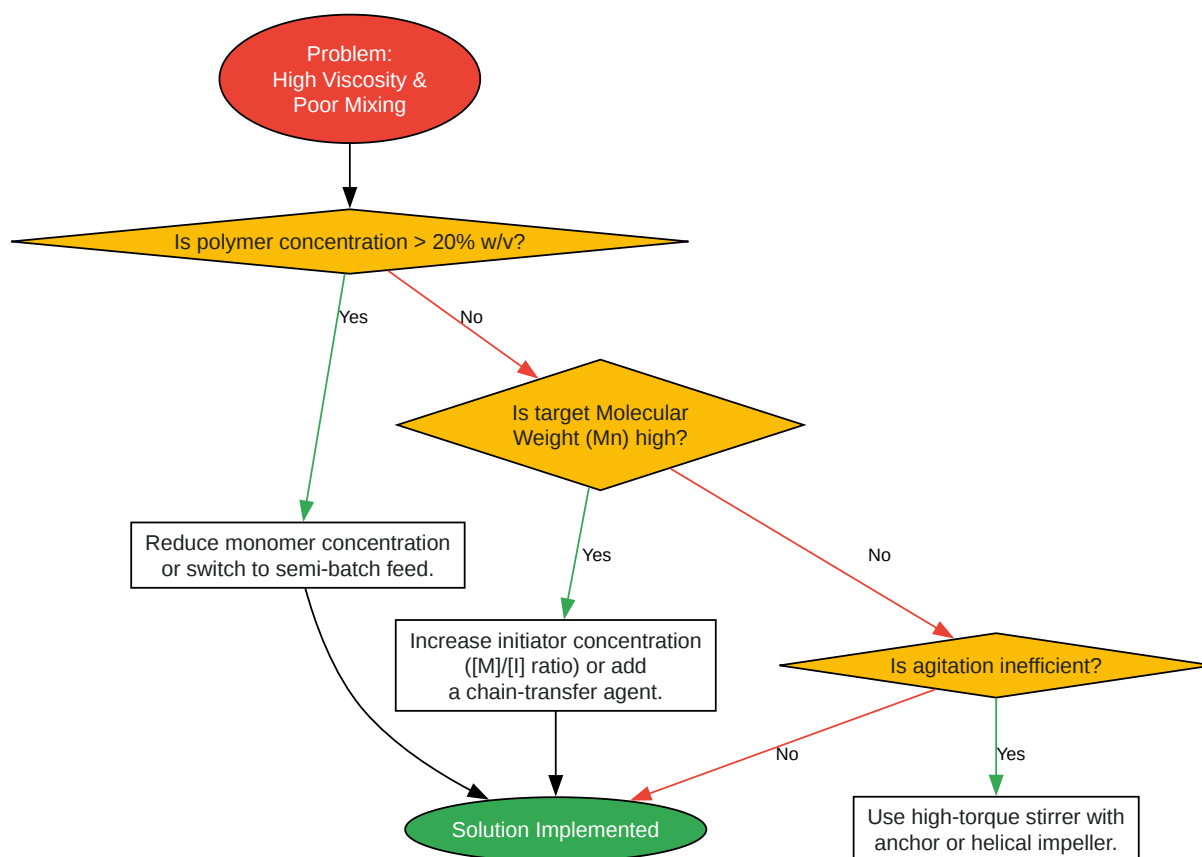 Problem:
High Viscosity &
Poor Mixing
Is polymer concentration > 20% w/v?
Yes
No
Is target Molecular
Weight (Mn) high?
Reduce monomer concentration
or switch to semi-batch feed.
Yes
No
Increase initiator concentration
([M]/[I] ratio) or add
a chain-transfer agent.
Is agitation inefficient?
No
Yes
Solution Implemented
Use high-torque stirrer with
anchor or helical impeller.